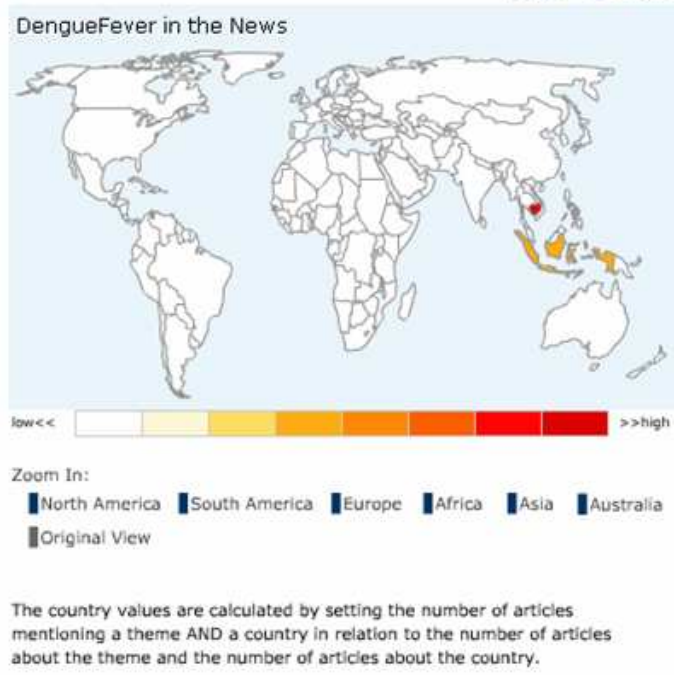 DengueFever in the News
low<<
>>high
Zoom In:
North America South America Europe Africa Asia Australia
Original View
The country values are calculated by setting the number of articles
mentioning a theme AND a country in relation to the number of articles
about the theme and the number of articles about the country.